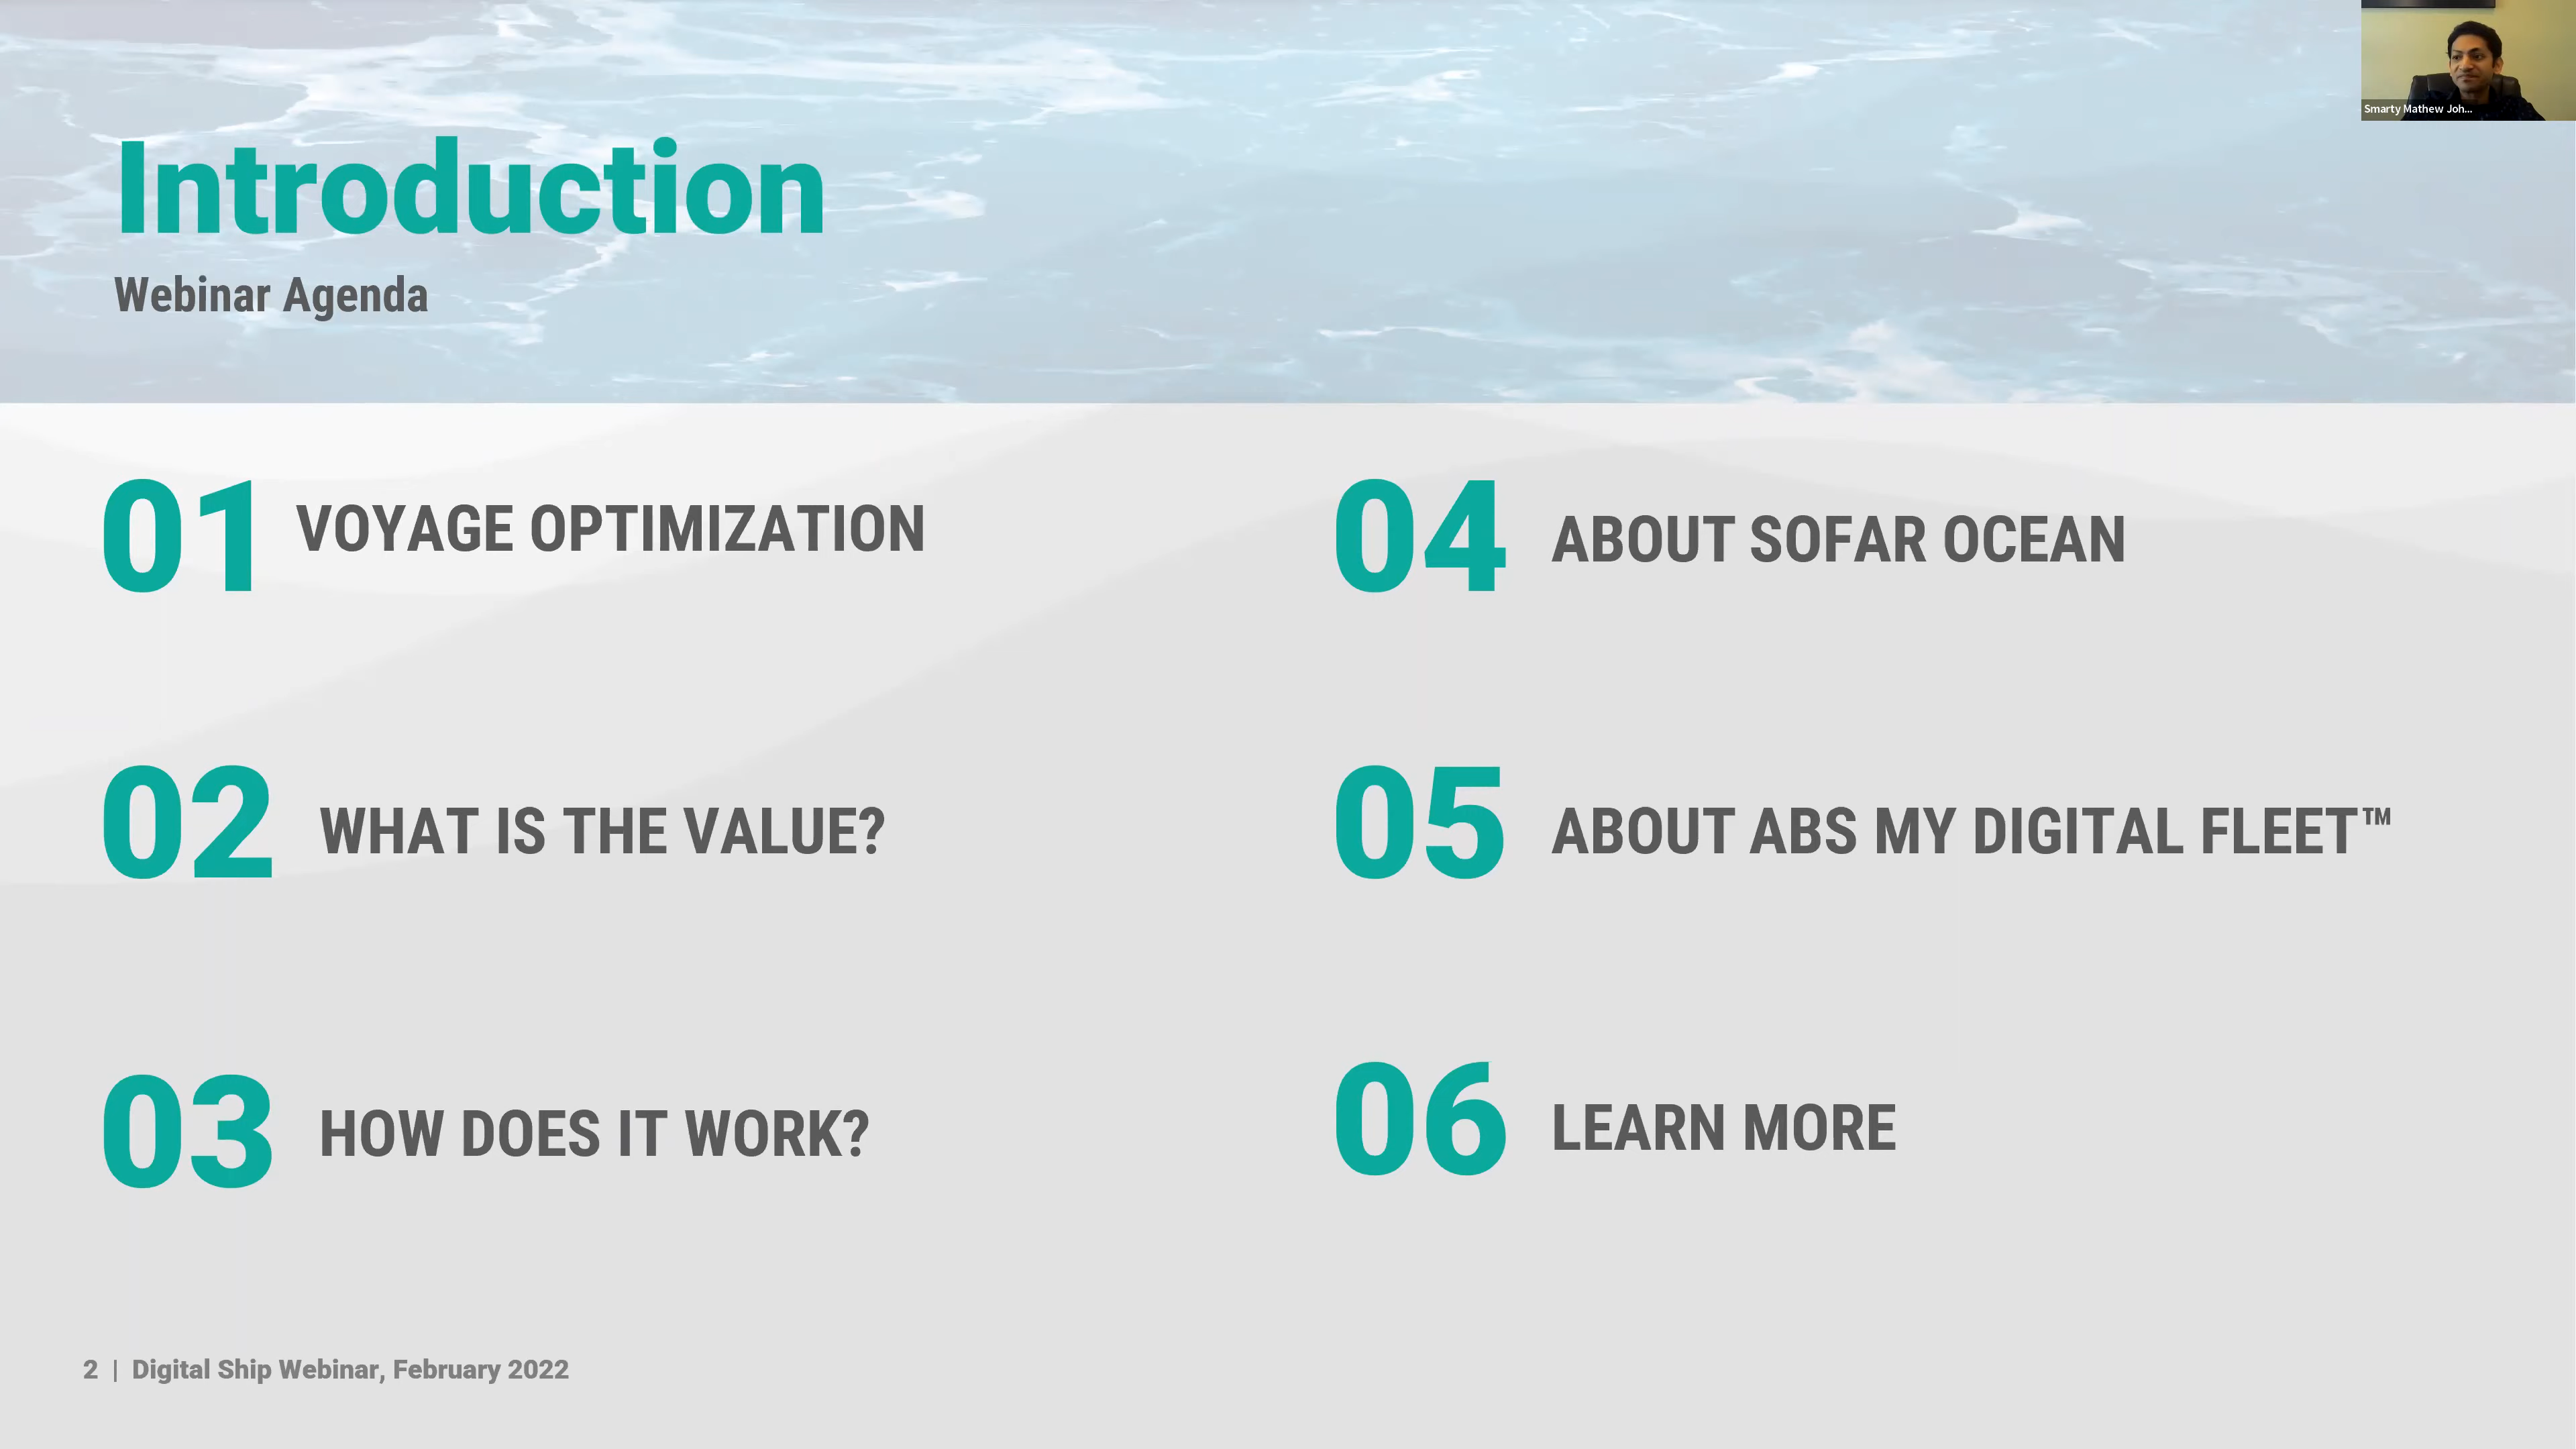 Smarty Mathew Joh...
Introduction
Webinar Agenda
01 VOYAGE OPTIMIZATION
02 WHAT IS THE VALUE?
03 HOW DOES IT WORK?
04 ABOUT SOFAR OCEAN
05 ABOUT ABS MY DIGITAL FLEET™
06 LEARN MORE
2 | Digital Ship Webinar, February 2022